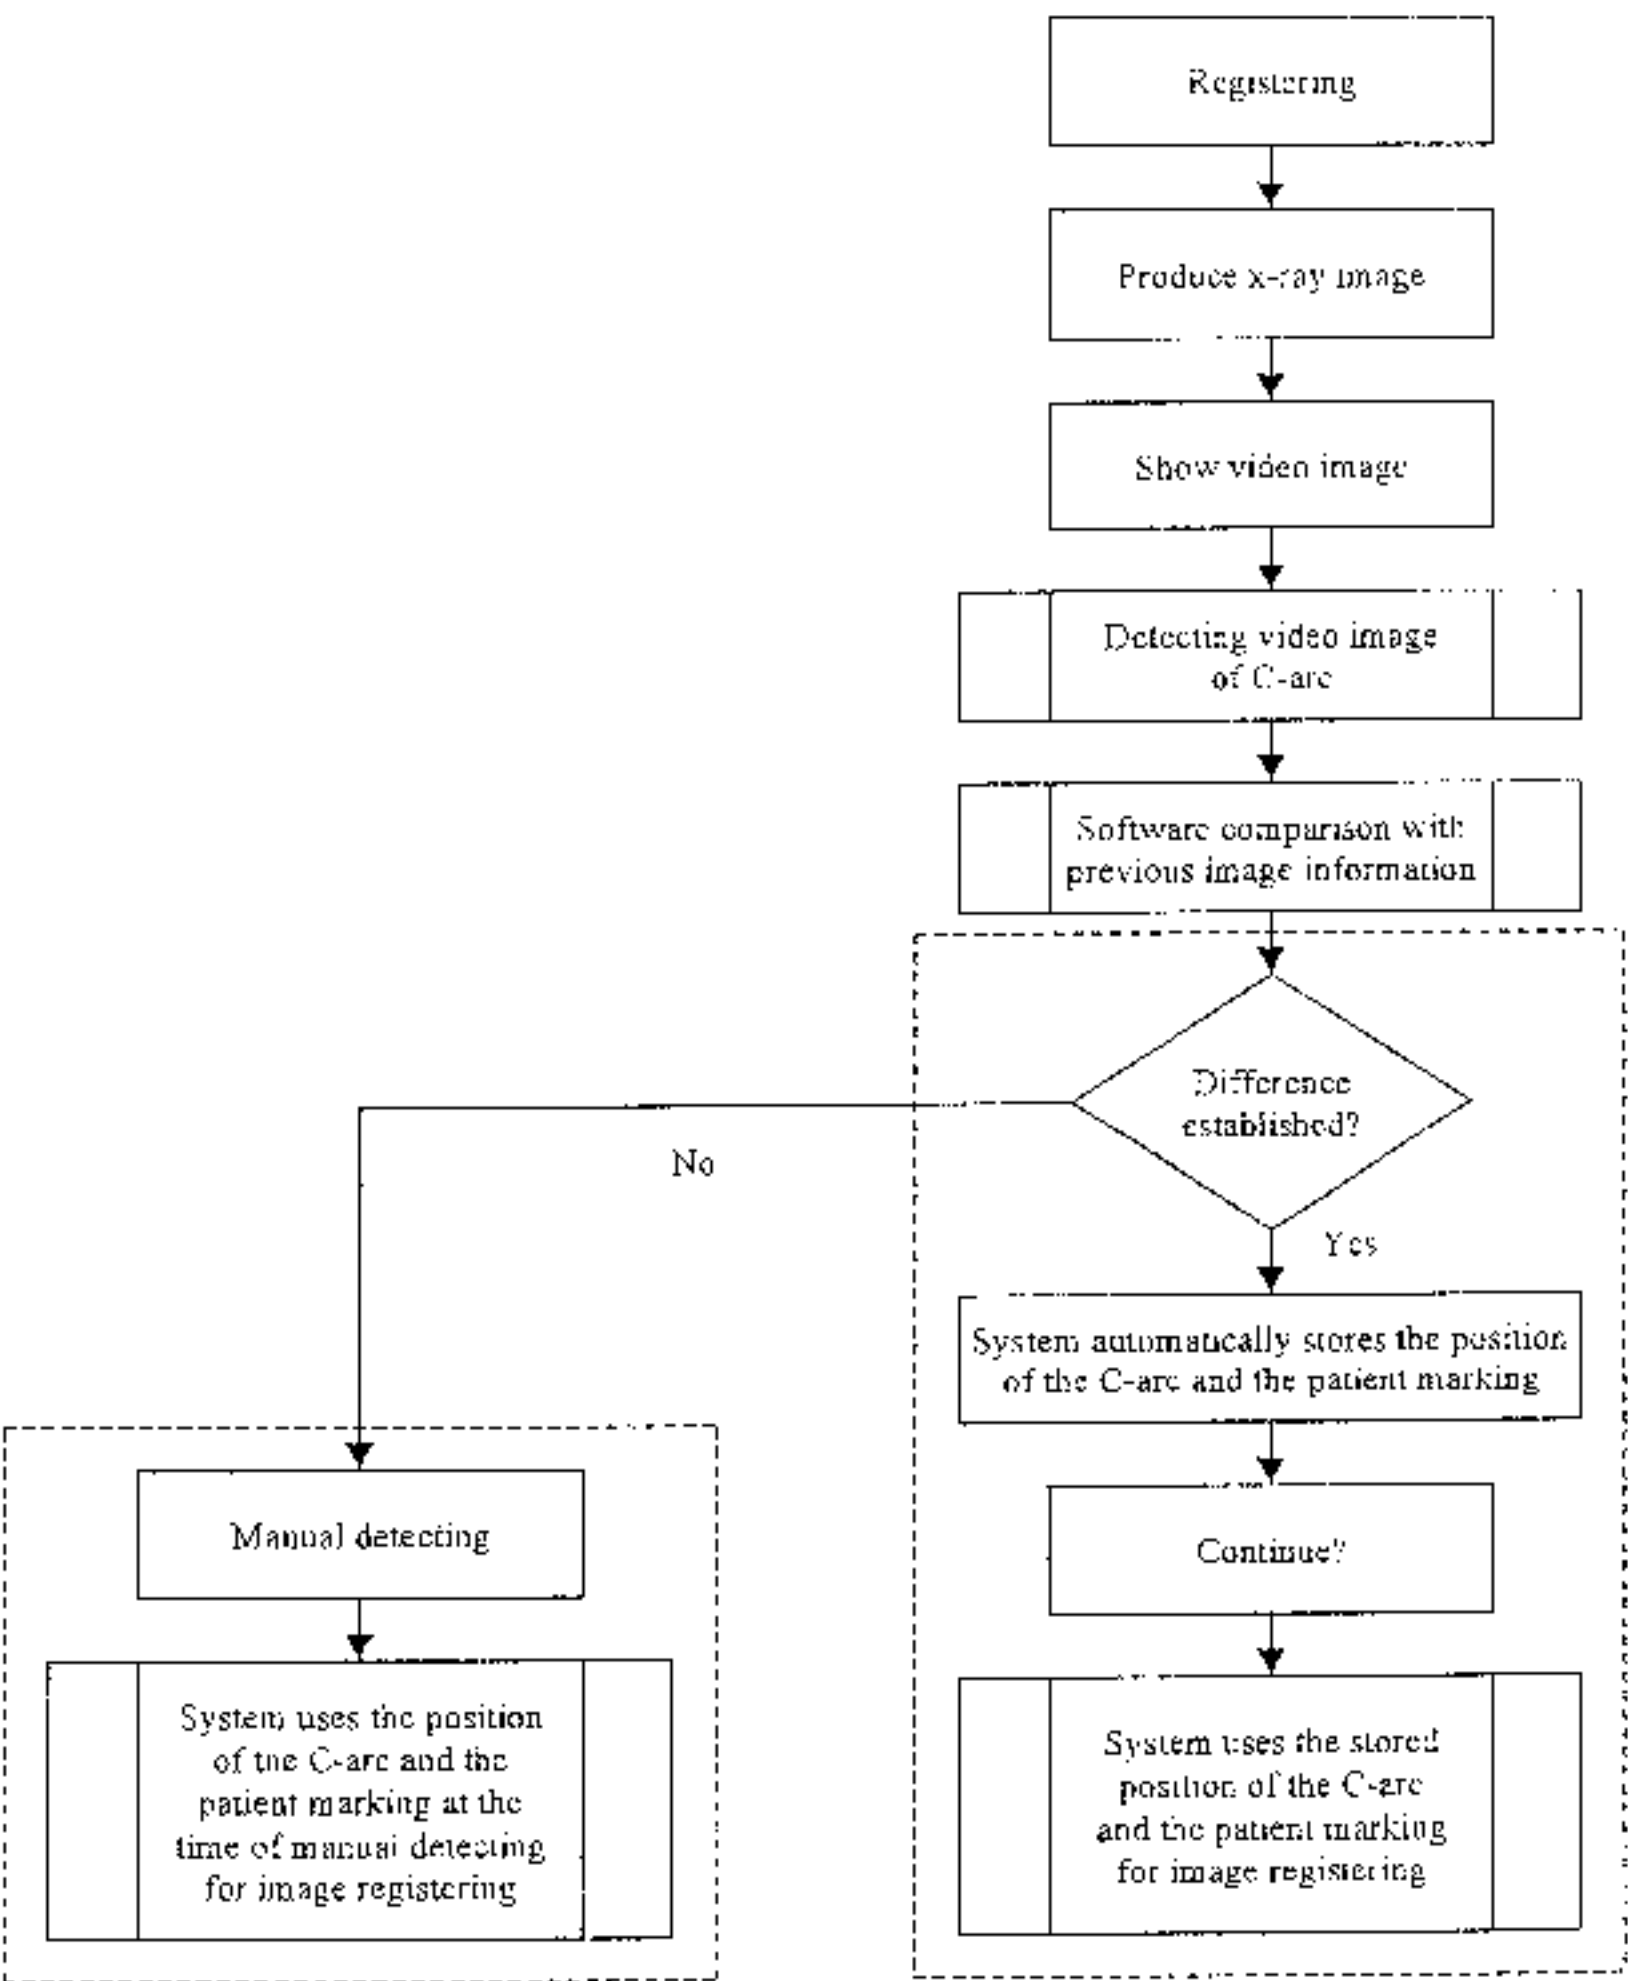 Registering
Produce x-ray image
Show video image
Detecting video image
of C-arc
Software comparison with
previous image information
Difference
established?
No
Yes
System automatically stores the position
of the C-arc and the patient marking
Continue?
System uses the stored
position of the C-arc
and the patient marking
for image registering
Manual detecting
System uses the position
of the C-arc and the
patient marking at the
time of manual detecting
for image registering